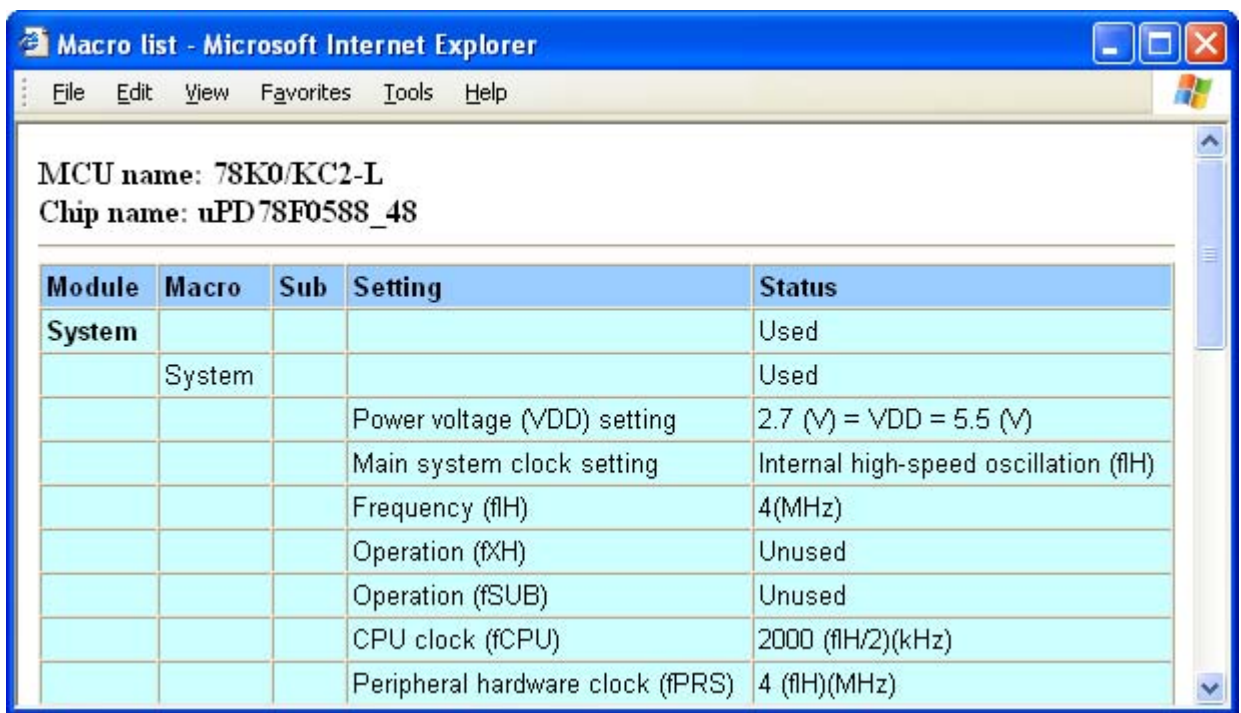 Macro list - Microsoft Internet Explorer
File Edit View Favorites Tools Help
MCU name: 78K0/KC2-L
Chip name: uPD78F0588_48
Module Macro Sub Setting Status
System Used
System Used
Power voltage (VDD) setting 2.7 (V) = VDD = 5.5 (V)
Main system clock setting Internal high-speed oscillation (fIH)
Frequency (fIH) 4(MHz)
Operation (fXH) Unused
Operation (fSUB) Unused
CPU clock (fCPU) 2000 (fIH/2)(kHz)
Peripheral hardware clock (fPRS) 4 (fIH)(MHz)